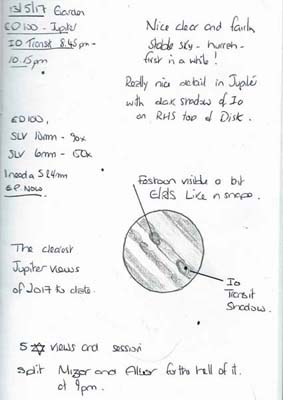 13/5/17 Garden
ED100 - Jupiter
IO Transit 8.45pm -
10.15pm
Nice clear and fairly
stable sky - hurrah -
first in a while!
Really nice detail in Jupiter
with dark shadow of Io
on RHS top of Disk.
ED100,
SLV 10mm - 90x
SLV 6mm - 150x
I need a SLV 4mm
EP Now
Festoon visible a bit
like in shape.
The clearest
Jupiter views
of 2017 to date.
Io
Transit
Shadow.
5 ✡ views and session
Split Mizar and Alcor for the hell of it.
at 9pm.